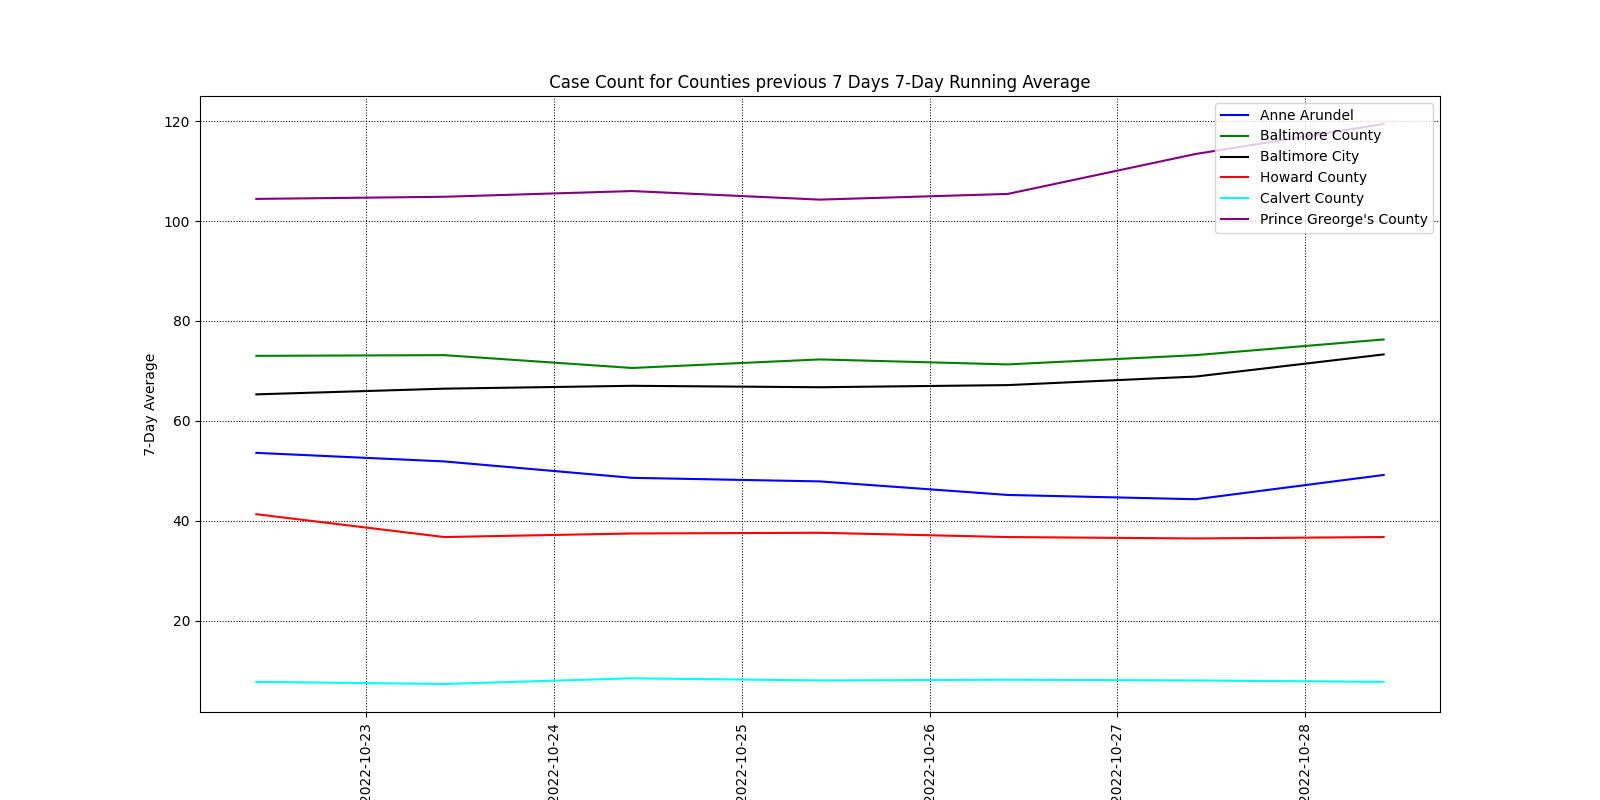 Case Count for Counties previous 7 Days 7-Day Running Average
120
100
80
60
40
20
7-Day Average
Anne Arundel
Baltimore County
Baltimore City
Howard County
Calvert County
Prince Greorge's County
2022-10-23
2022-10-24
2022-10-25
2022-10-26
2022-10-27
2022-10-28